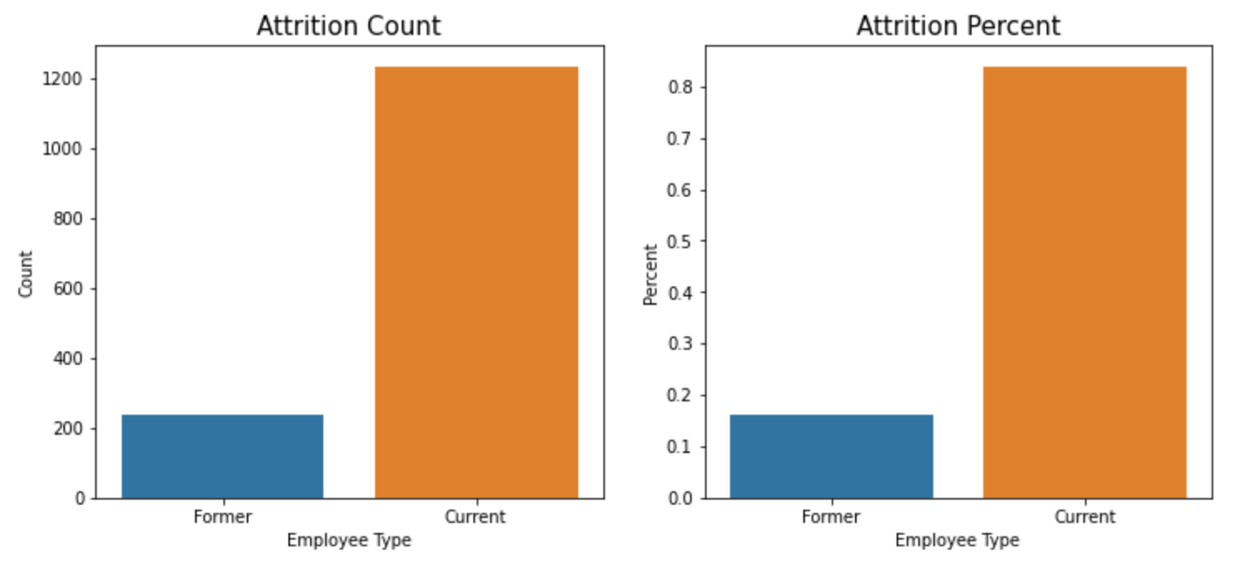 Attrition Count
1200
1000
800
600
400
200
0
Count
Former
Current
Employee Type
Attrition Percent
0.8
0.7
0.6
0.5
0.4
0.3
0.2
0.1
0.0
Percent
Former
Current
Employee Type